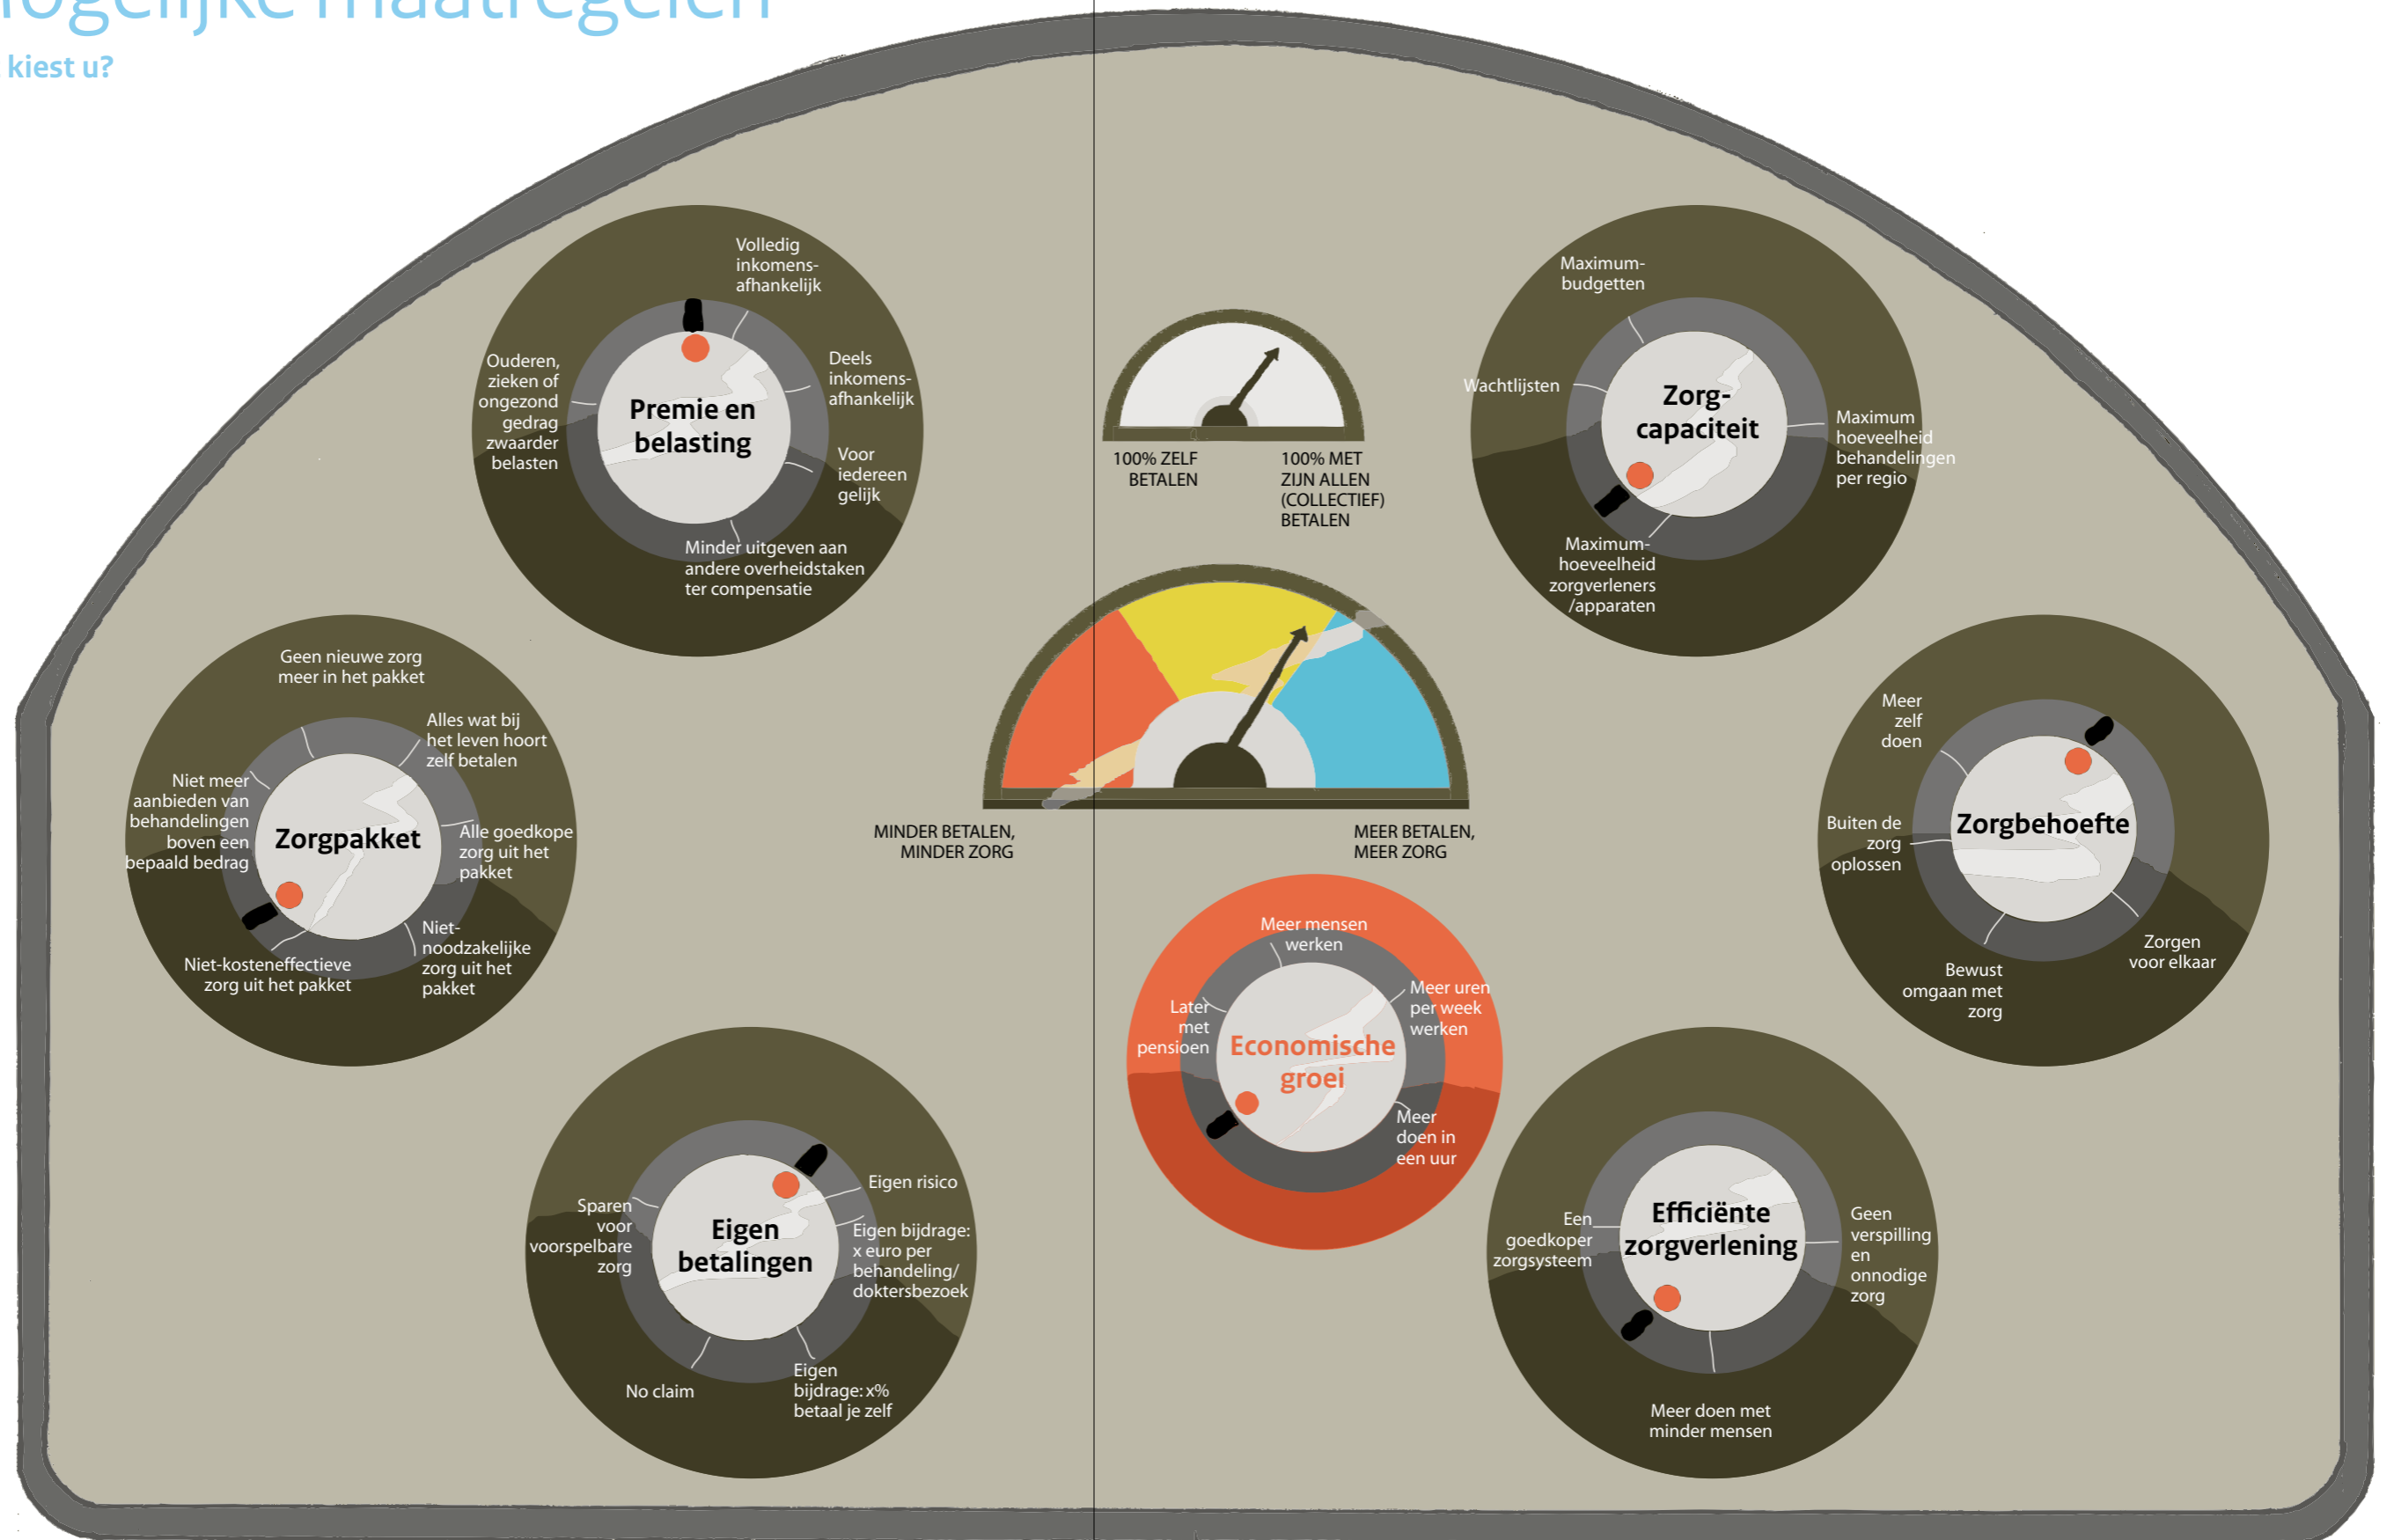 Mogelijke maatregelen
kiest u?
Volledig
inkomens-
afhankelijk
Deels
inkomens-
afhankelijk
Voor
iedereen
gelijk
Minder uitgeven aan
andere overheidstaken
ter compensatie
Ouderen,
zieken of
ongezond
gedrag
zwaarder
belasten
Premie en
belasting
100% ZELF
BETALEN
100% MET
ZIJN ALLEN
(COLLECTIEF)
BETALEN
Maximum-
budgetten
Wachtlijsten
Zorg-
capaciteit
Maximum
hoeveelheid
behandelingen
per regio
Maximum-
hoeveelheid
zorgverleners
/apparaten
Geen nieuwe zorg
meer in het pakket
Alles wat bij
het leven hoort
zelf betalen
Niet meer
aanbieden van
behandelingen
boven een
bepaald bedrag
Zorgpakket
Alle goedkope
zorg uit het
pakket
Niet-
noodzakelijke
zorg uit het
pakket
Niet-kosteneffectieve
zorg uit het pakket
MINDER BETALEN,
MINDER ZORG
MEER BETALEN,
MEER ZORG
Meer
zelf
doen
Buiten de
zorg
oplossen
Zorgbehoefte
Zorgen
voor elkaar
Bewust
omgaan met
zorg
Meer mensen
werken
Meer uren
per week
werken
Later
met
pensioen
Economische
groei
Meer
doen in
een uur
Eigen risico
Sparen
voor
voorspelbare
zorg
Eigen
betalingen
Eigen bijdrage:
x euro per
behandeling/
doktersbezoek
No claim
Eigen
bijdrage: x%
betaal je zelf
Een
goedkoper
zorgsysteem
Efficiënte
zorgverlening
Geen
verspilling
en
onnodige
zorg
Meer doen met
minder mensen